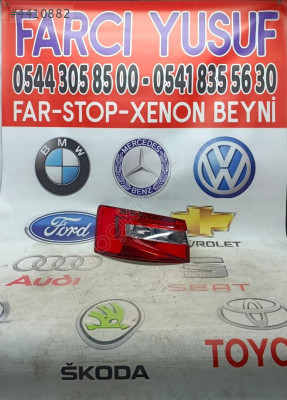 #4410882
FARCI YUSUF
0544 305 85 00 - 0541 835 56 30
FAR-STOP-XENON BEYNİ
BMW
MERCEDES
BENZ
Ford
CHEVROLET
Audi
SEAT
ŠKODA
TOYO